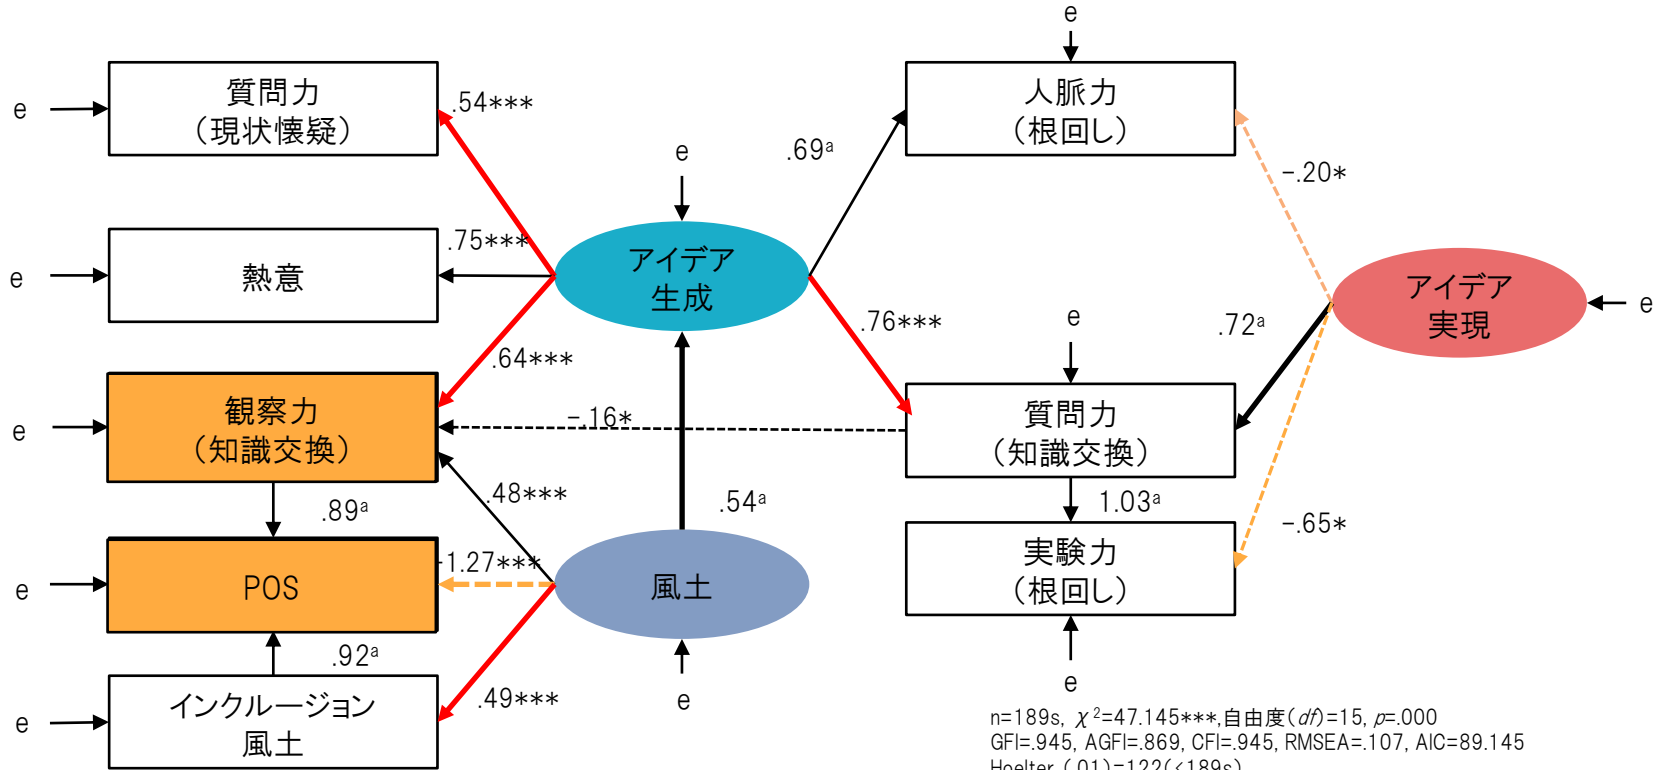 e
e
質問力
（現状懐疑）
.54***
人脈力
（根回し）
.69a
e
-.20*
e
熱意
.75***
アイデア
生成
アイデア
実現
e
.76***
e
.72a
.64***
e
観察力
（知識交換）
-.16*
質問力
（知識交換）
.48***
.89a
.54a
1.03a
-.65*
e
POS
-1.27***
風土
実験力
（根回し）
.92a
e
インクルージョン
風土
.49***
e
e
n=189s, χ2=47.145***,自由度(df)=15, p=.000
GFI=.945, AGFI=.869, CFI=.945, RMSEA=.107, AIC=89.145
Hoelter (.01)=122(<189s)